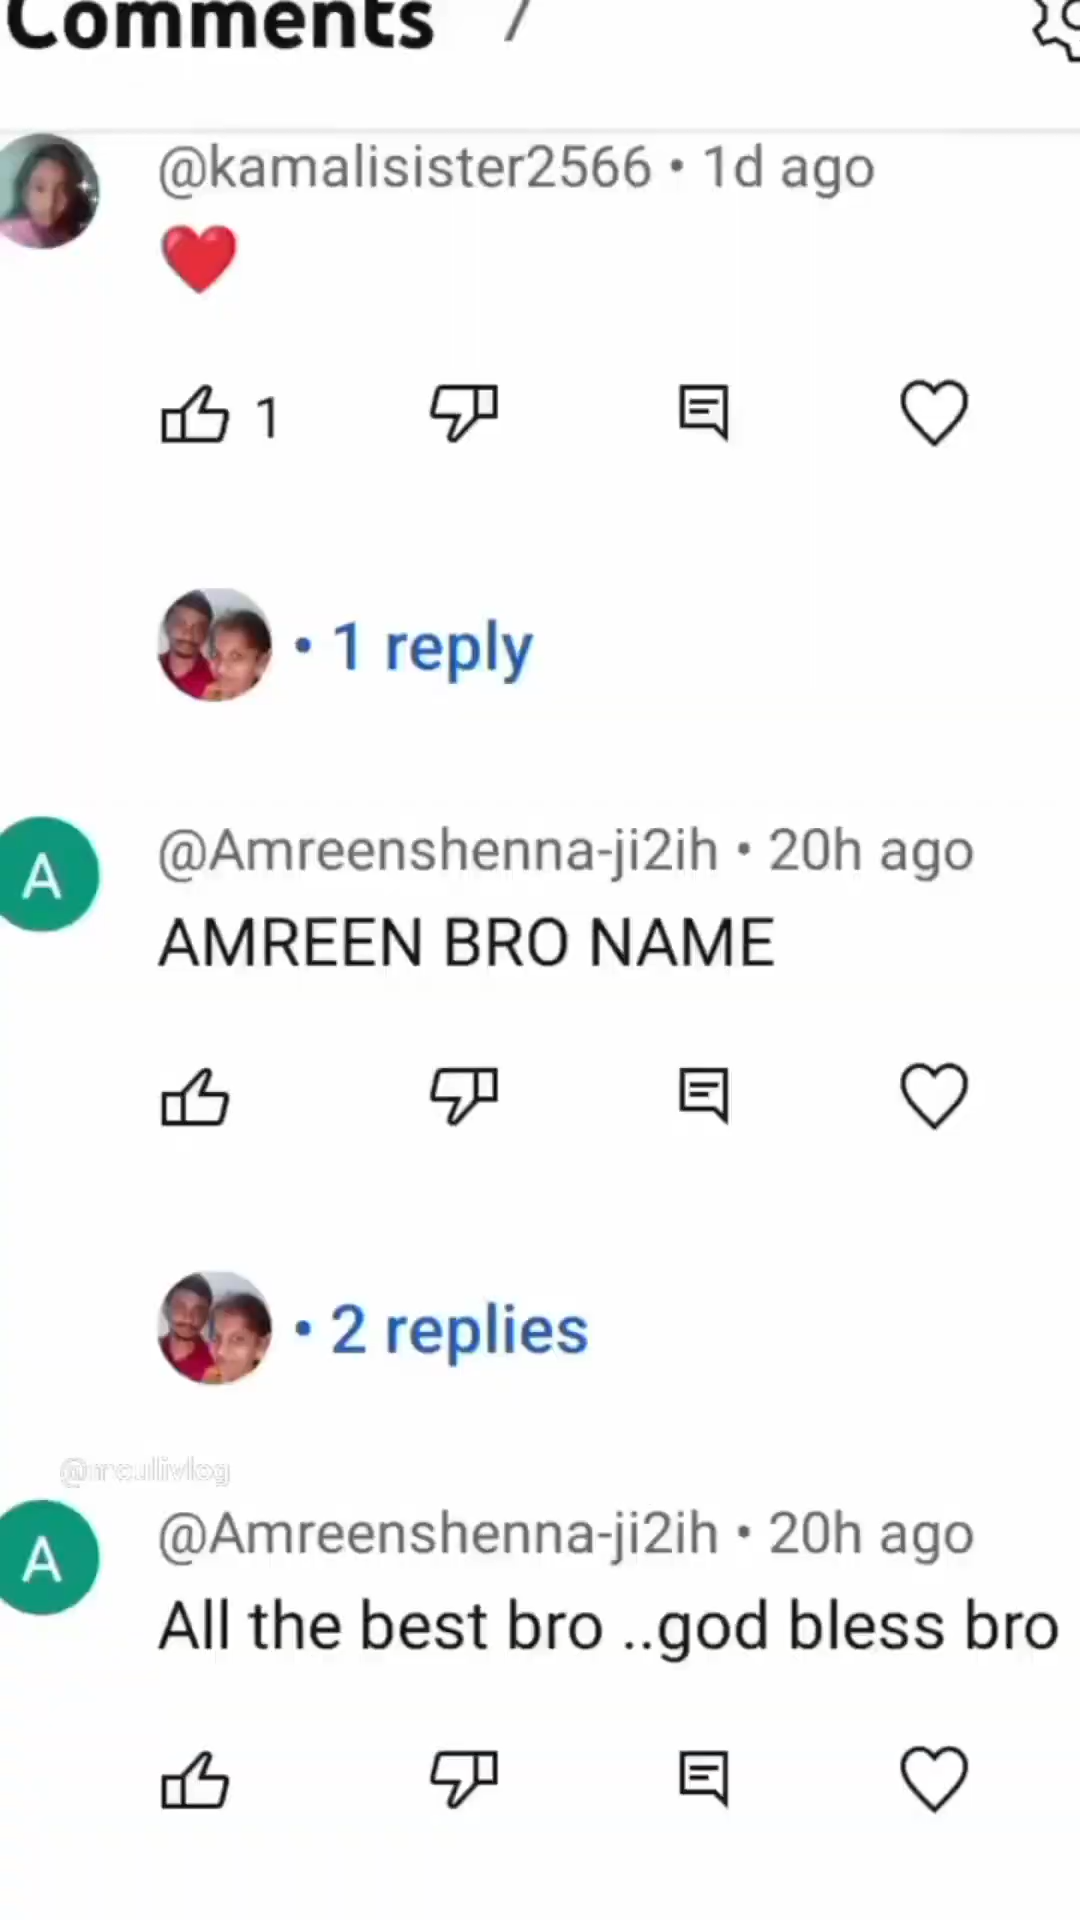 Comments 7
@kamalisister2566 • 1d ago
❤️
1
• 1 reply
A
@Amreenshenna-ji2ih • 20h ago
AMREEN BRO NAME
• 2 replies
A
@Amreenshenna-ji2ih • 20h ago
All the best bro ..god bless bro